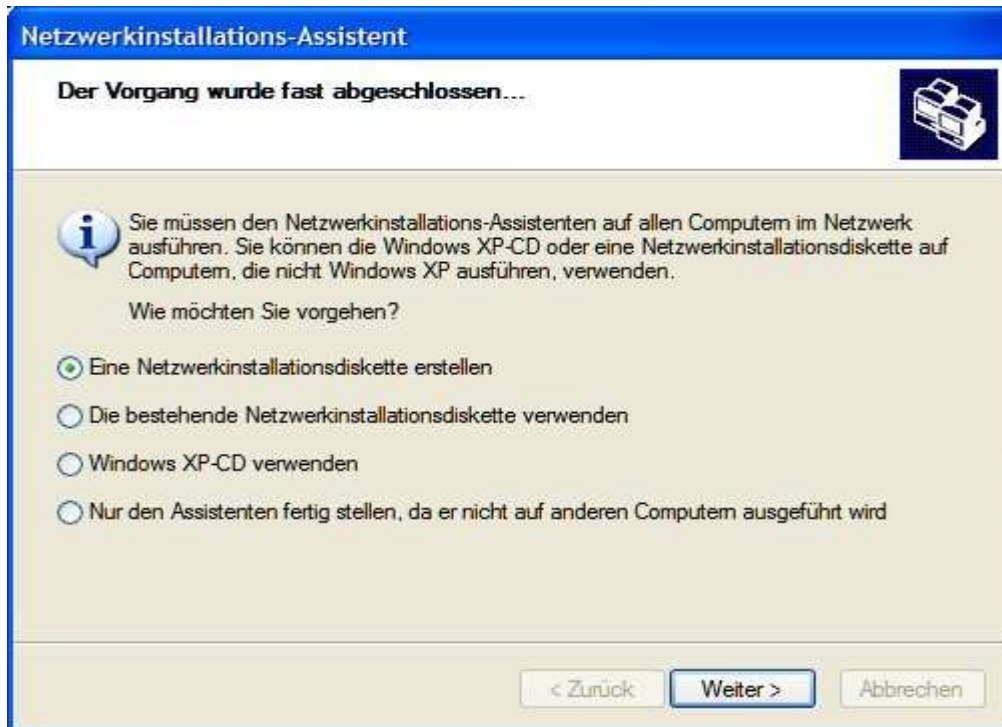 Netzwerkinstallations-Assistent
Der Vorgang wurde fast abgeschlossen...
Sie müssen den Netzwerkinstallations-Assistenten auf allen Computern im Netzwerk
ausführen. Sie können die Windows XP-CD oder eine Netzwerkinstallationsdiskette auf
Computern, die nicht Windows XP ausführen, verwenden.
Wie möchten Sie vorgehen?
Eine Netzwerkinstallationsdiskette erstellen
Die bestehende Netzwerkinstallationsdiskette verwenden
Windows XP-CD verwenden
Nur den Assistenten fertig stellen, da er nicht auf anderen Computern ausgeführt wird
< Zurück Weiter > Abbrechen